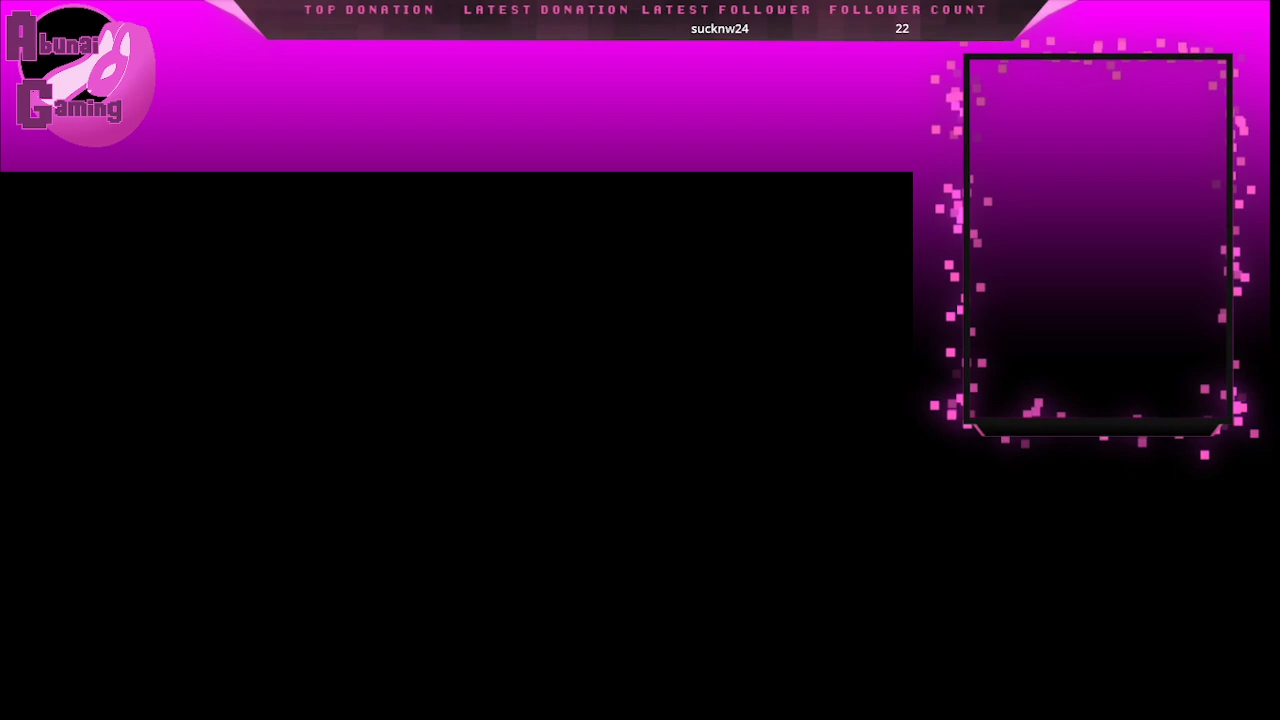 TOP DONATION LATEST DONATION LATEST FOLLOWER FOLLOWER COUNT
sucknw24 22
Abunai
Gaming